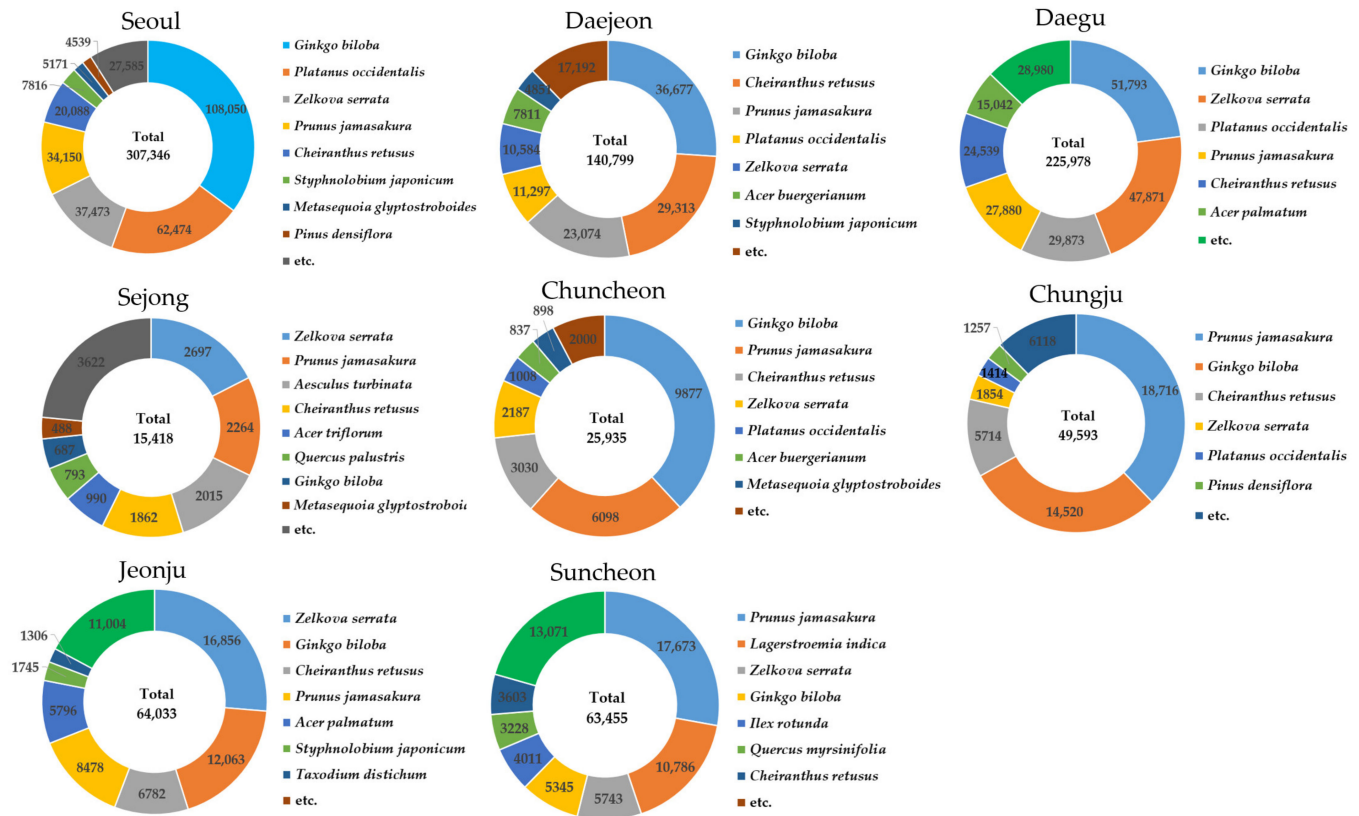 Seoul
4539
5171
7816
27,585
20,088
108,050
34,150
37,473
62,474
Total
307,346
Ginkgo biloba
Platanus occidentalis
Zelkova serrata
Prunus jamasakura
Cheiranthus retusus
Styphnolobium japonicum
Metasequoia glyptostroboides
Pinus densiflora
etc.
Daejeon
17,192
4851
7811
10,584
11,297
23,074
29,313
36,677
Total
140,799
Ginkgo biloba
Cheiranthus retusus
Prunus jamasakura
Platanus occidentalis
Zelkova serrata
Acer buergerianum
Styphnolobium japonicum
etc.
Daegu
28,980
15,042
24,539
27,880
29,873
47,871
51,793
Total
225,978
Ginkgo biloba
Zelkova serrata
Platanus occidentalis
Prunus jamasakura
Cheiranthus retusus
Acer palmatum
etc.
Sejong
3622
488
687
793
990
1862
2015
2264
2697
Total
15,418
Zelkova serrata
Prunus jamasakura
Aesculus turbinata
Cheiranthus retusus
Acer triflorum
Quercus palustris
Ginkgo biloba
Metasequoia glyptostroboi
etc.
Chuncheon
898
837
2000
1008
2187
3030
6098
9877
Total
25,935
Ginkgo biloba
Prunus jamasakura
Cheiranthus retusus
Zelkova serrata
Platanus occidentalis
Acer buergerianum
Metasequoia glyptostroboides
etc.
Chungju
1257
6118
1414
1854
5714
14,520
18,716
Total
49,593
Prunus jamasakura
Ginkgo biloba
Cheiranthus retusus
Zelkova serrata
Platanus occidentalis
Pinus densiflora
etc.
Jeonju
11,004
1306
1745
5796
8478
6782
12,063
16,856
Total
64,033
Zelkova serrata
Ginkgo biloba
Cheiranthus retusus
Prunus jamasakura
Acer palmatum
Styphnolobium japonicum
Taxodium distichum
etc.
Suncheon
13,071
3603
3228
4011
5345
5743
10,786
17,673
Total
63,455
Prunus jamasakura
Lagerstroemia indica
Zelkova serrata
Ginkgo biloba
Ilex rotunda
Quercus myrsinifolia
Cheiranthus retusus
etc.